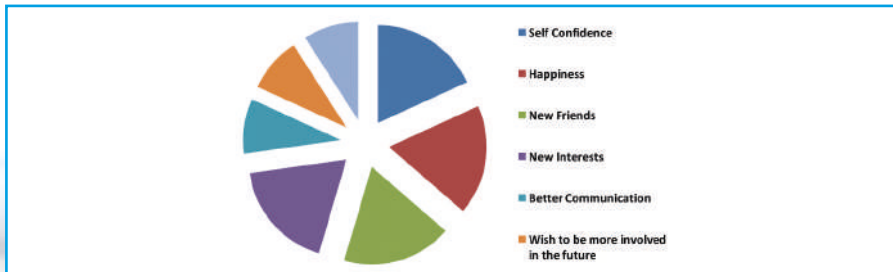 Self Confidence
Happiness
New Friends
New Interests
Better Communication
Wish to be more involved
in the future